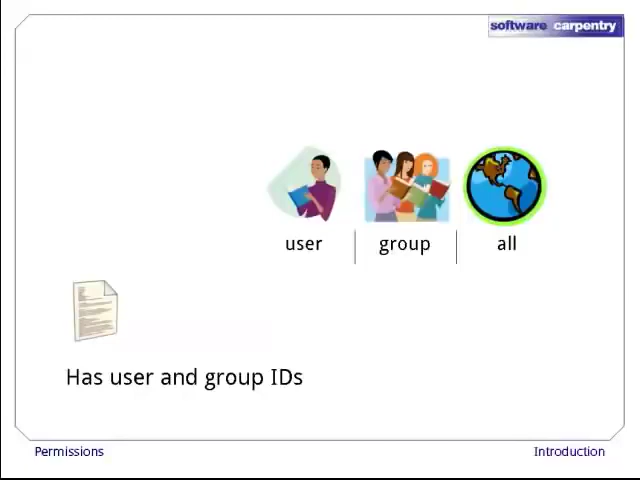 software carpentry
user
group
all
Has user and group IDs
Permissions
Introduction